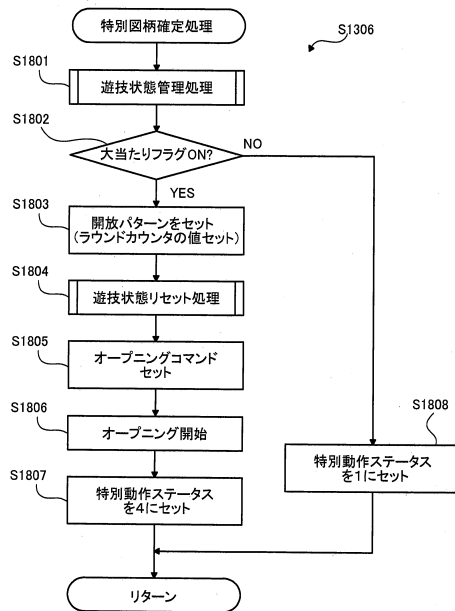 特別図柄確定処理
S1306
S1801
遊技状態管理処理
S1802
大当たりフラグON?
NO
YES
S1803
開放パターンをセット
(ラウンドカウンタの値セット)
S1804
遊技状態リセット処理
S1805
オープニングコマンド
セット
S1806
オープニング開始
S1808
特別動作ステータス
を1にセット
S1807
特別動作ステータス
を4にセット
リターン